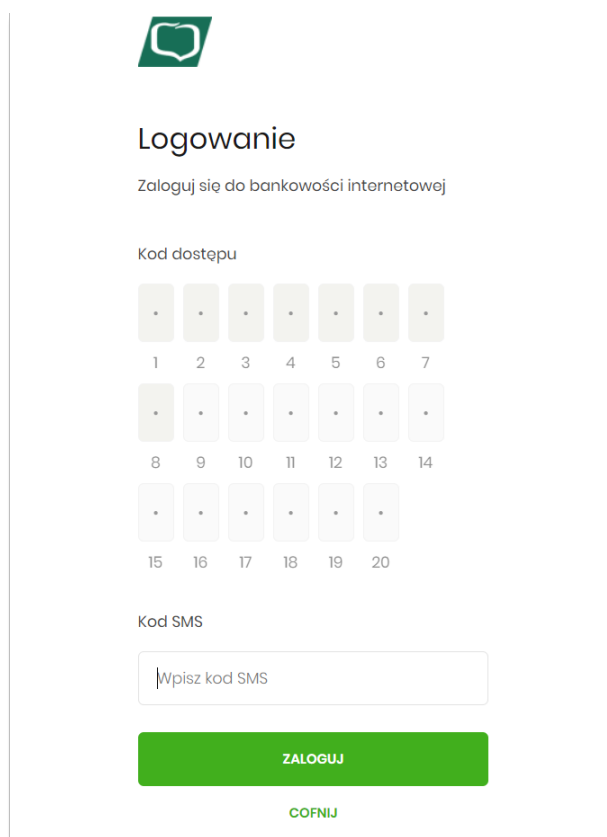 Logowanie
Zaloguj się do bankowości internetowej
Kod dostępu
1 2 3 4 5 6 7
8 9 10 11 12 13 14
15 16 17 18 19 20
Kod SMS
Wpisz kod SMS
ZALOGUJ
COFNIJ